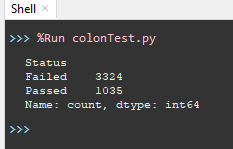 Shell ×
>>> %Run colonTest.py
Status
Failed    3324
Passed    1035
Name: count, dtype: int64
>>>